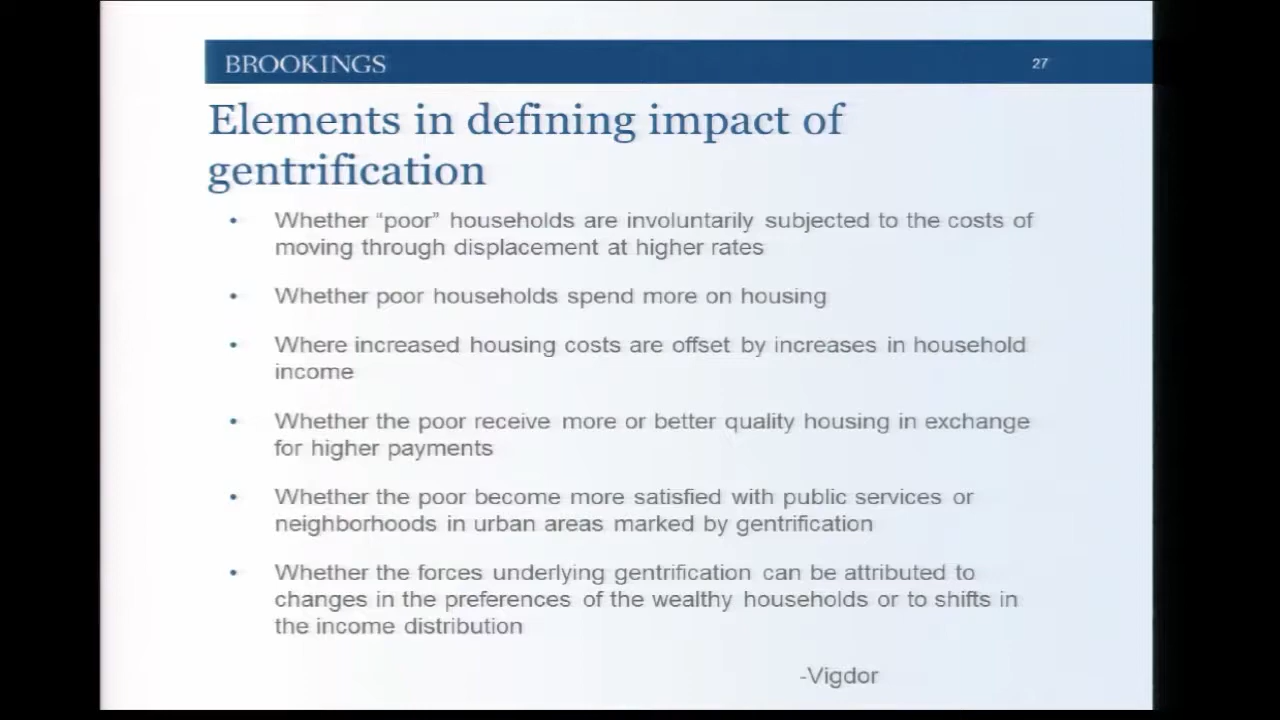 BROOKINGS
27
Elements in defining impact of
gentrification
• Whether “poor” households are involuntarily subjected to the costs of
moving through displacement at higher rates
• Whether poor households spend more on housing
• Where increased housing costs are offset by increases in household
income
• Whether the poor receive more or better quality housing in exchange
for higher payments
• Whether the poor become more satisfied with public services or
neighborhoods in urban areas marked by gentrification
• Whether the forces underlying gentrification can be attributed to
changes in the preferences of the wealthy households or to shifts in
the income distribution
-Vigdor